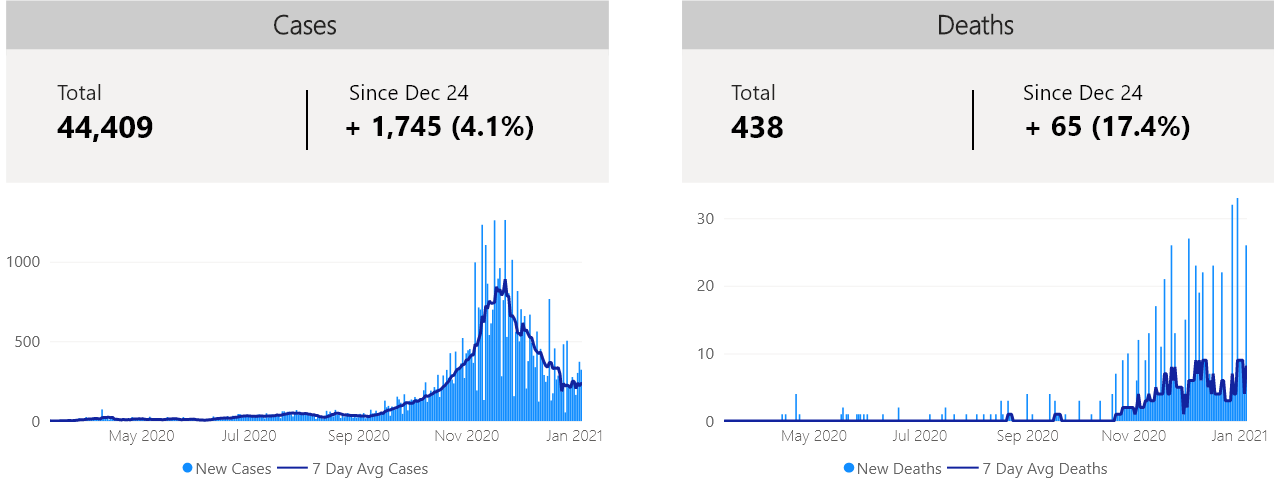 Cases
Total
44,409
Since Dec 24
+ 1,745 (4.1%)
1000
500
0
May 2020 Jul 2020 Sep 2020 Nov 2020 Jan 2021
New Cases 7 Day Avg Cases
Deaths
Total
438
Since Dec 24
+ 65 (17.4%)
30
20
10
0
May 2020 Jul 2020 Sep 2020 Nov 2020 Jan 2021
New Deaths 7 Day Avg Deaths